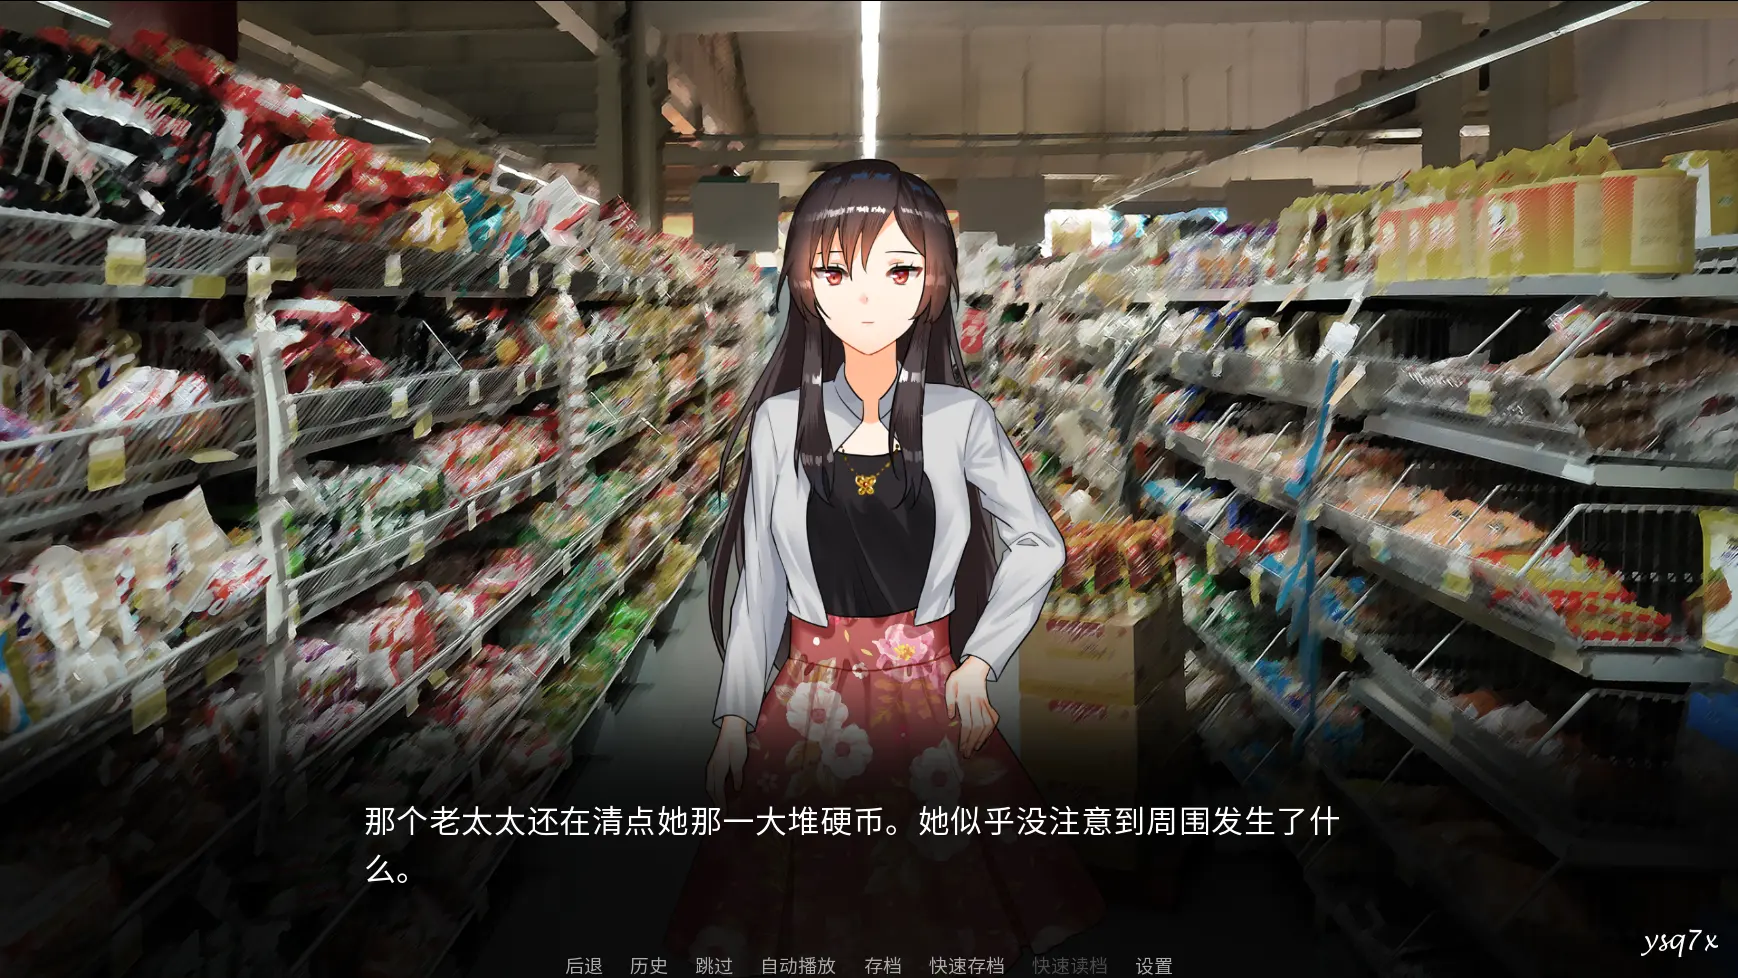 那个老太太还在清点她那一大堆硬币。她似乎没注意到周围发生了什
么。
ysq7x
后退 历史 跳过 自动播放 存档 快速存档 快速读档 设置